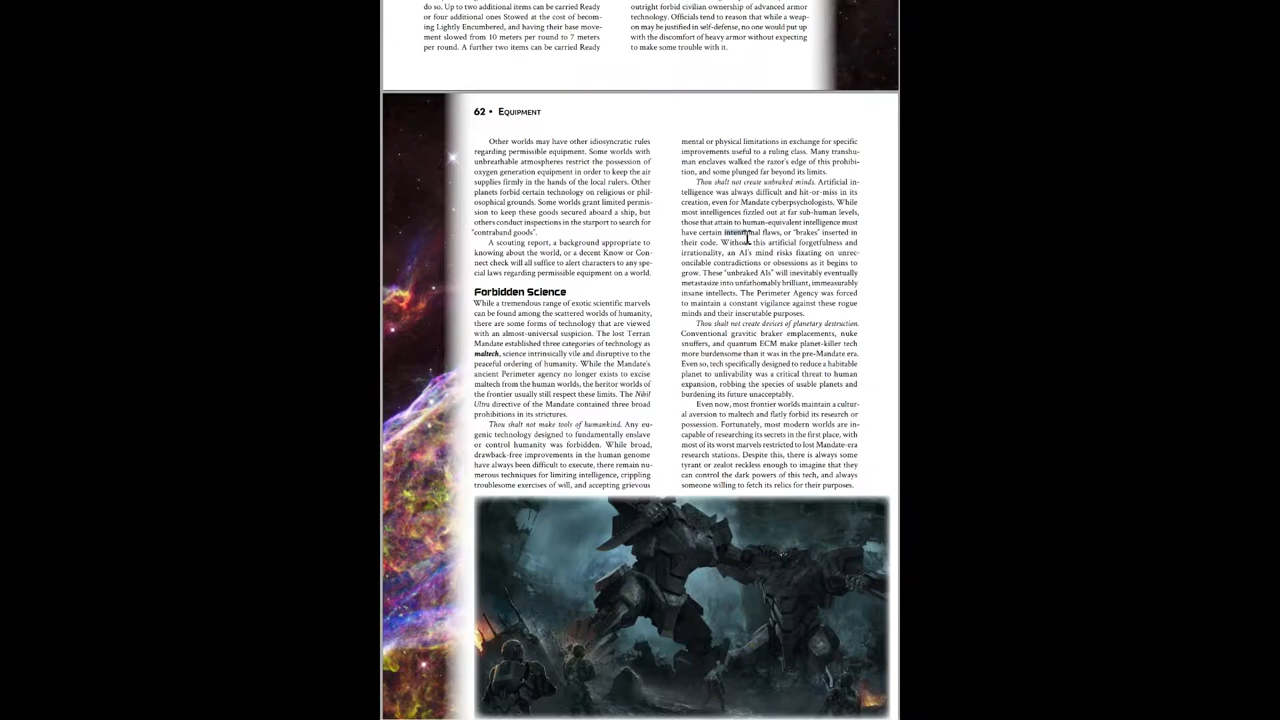 do so. Up to two additional items can be carried Ready
or four additional ones Stowed at the cost of becom-
ing Lightly Encumbered, and having their base move-
ment slowed from 10 meters per round to 7 meters
per round. A further two items can be carried Ready
outright forbid civilian ownership of advanced armor
technology. Officials tend to reason that while a weap-
on may be justified in self-defense, no one would put up
with the discomfort of heavy armor without expecting
to make some trouble with it.
62 • Equipment
Other worlds may have other idiosyncratic rules
regarding permissible equipment. Some worlds with
unbreathable atmospheres restrict the possession of
oxygen generation equipment in order to keep the air
supplies firmly in the hands of the local rulers. Other
planets forbid certain technology on religious or phil-
osophical grounds. Some worlds grant limited permis-
sion to keep these goods secured aboard a ship, but
others conduct inspections in the starport to search for
"contraband goods".
A scouting report, a background appropriate to
knowing about the world, or a decent Know or Con-
nect check will all suffice to alert characters to any spe-
cial laws regarding permissible equipment on a world.
Forbidden Science
While a tremendous range of exotic scientific marvels
can be found among the scattered worlds of humanity,
there are some forms of technology that are viewed
with an almost-universal suspicion. The lost Terran
Mandate established three categories of technology as
maltech, science intrinsically vile and disruptive to the
peaceful ordering of humanity. While the Mandate's
ancient Perimeter agency no longer exists to excise
maltech from the human worlds, the heritor worlds of
the frontier usually still respect these limits. The Nihil
Ultra directive of the Mandate contained three broad
prohibitions in its strictures.
Thou shalt not make tools of humankind. Any eu-
genic technology designed to fundamentally enslave
or control humanity was forbidden. While broad,
drawback-free improvements in the human genome
have always been difficult to execute, there remain nu-
merous techniques for limiting intelligence, crippling
troublesome exercises of will, and accepting grievous
mental or physical limitations in exchange for specific
improvements useful to a ruling class. Many transhu-
man enclaves walked the razor's edge of this prohibi-
tion, and some plunged far beyond its limits.
Thou shalt not create unbraked minds. Artificial in-
telligence was always difficult and hit-or-miss in its
creation, even for Mandate cyberpsychologists. While
most intelligences fizzled out at far sub-human levels,
those that attain to human-equivalent intelligence must
have certain intentional flaws, or "brakes" inserted in
their code. Without this artificial forgetfulness and
irrationality, an AI's mind risks fixating on unrec-
oncilable contradictions or obsessions as it begins to
grow. These "unbraked AIs" will inevitably eventually
metastasize into unfathomably brilliant, immeasurably
insane intellects. The Perimeter Agency was forced
to maintain a constant vigilance against these rogue
minds and their inscrutable purposes.
Thou shalt not create devices of planetary destruction.
Conventional gravitic braker emplacements, nuke
snuffers, and quantum ECM make planet-killer tech
more burdensome than it was in the pre-Mandate era.
Even so, tech specifically designed to reduce a habitable
planet to unlivability was a critical threat to human
expansion, robbing the species of usable planets and
burdening its future unacceptably.
Even now, most frontier worlds maintain a cultur-
al aversion to maltech and flatly forbid its research or
possession. Fortunately, most modern worlds are in-
capable of researching its secrets in the first place, with
most of its worst marvels restricted to lost Mandate-era
research stations. Despite this, there is always some
tyrant or zealot reckless enough to imagine that they
can control the dark powers of this tech, and always
someone willing to fetch its relics for their purposes.